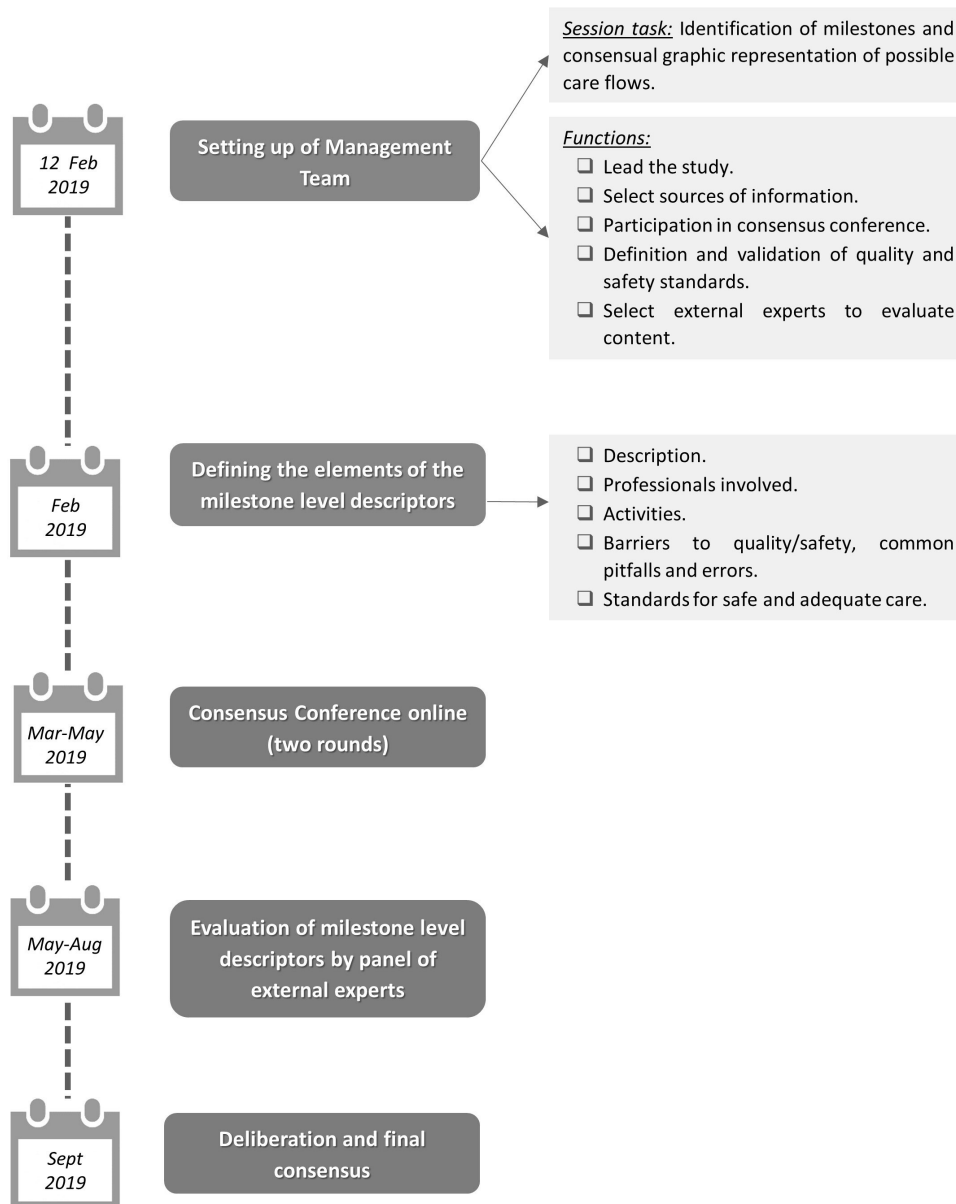 12 Feb
2019
Setting up of Management
Team
Session task: Identification of milestones and
consensual graphic representation of possible
care flows.
Functions:
❑ Lead the study.
❑ Select sources of information.
❑ Participation in consensus conference.
❑ Definition and validation of quality and
safety standards.
❑ Select external experts to evaluate
content.
Feb
2019
Defining the elements of the
milestone level descriptors
❑ Description.
❑ Professionals involved.
❑ Activities.
❑ Barriers to quality/safety, common
pitfalls and errors.
❑ Standards for safe and adequate care.
Mar-May
2019
Consensus Conference online
(two rounds)
May-Aug
2019
Evaluation of milestone level
descriptors by panel of
external experts
Sept
2019
Deliberation and final
consensus